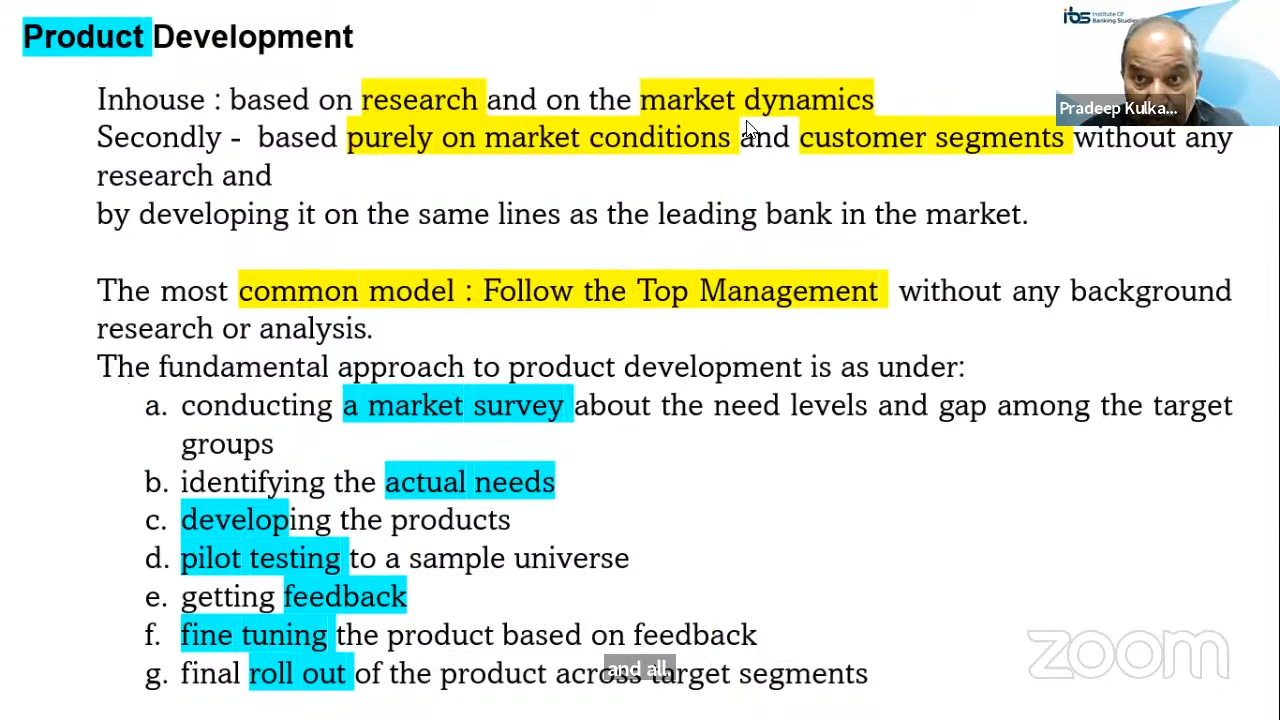 Product Development
ibs Institute Of
Banking Studies
Pradeep Kulka...
Inhouse : based on research and on the market dynamics
Secondly - based purely on market conditions and customer segments without any
research and
by developing it on the same lines as the leading bank in the market.
The most common model : Follow the Top Management without any background
research or analysis.
The fundamental approach to product development is as under:
a. conducting a market survey about the need levels and gap among the target
groups
b. identifying the actual needs
c. developing the products
d. pilot testing to a sample universe
e. getting feedback
f. fine tuning the product based on feedback
g. final roll out of the product across target segments
and all.
zoom